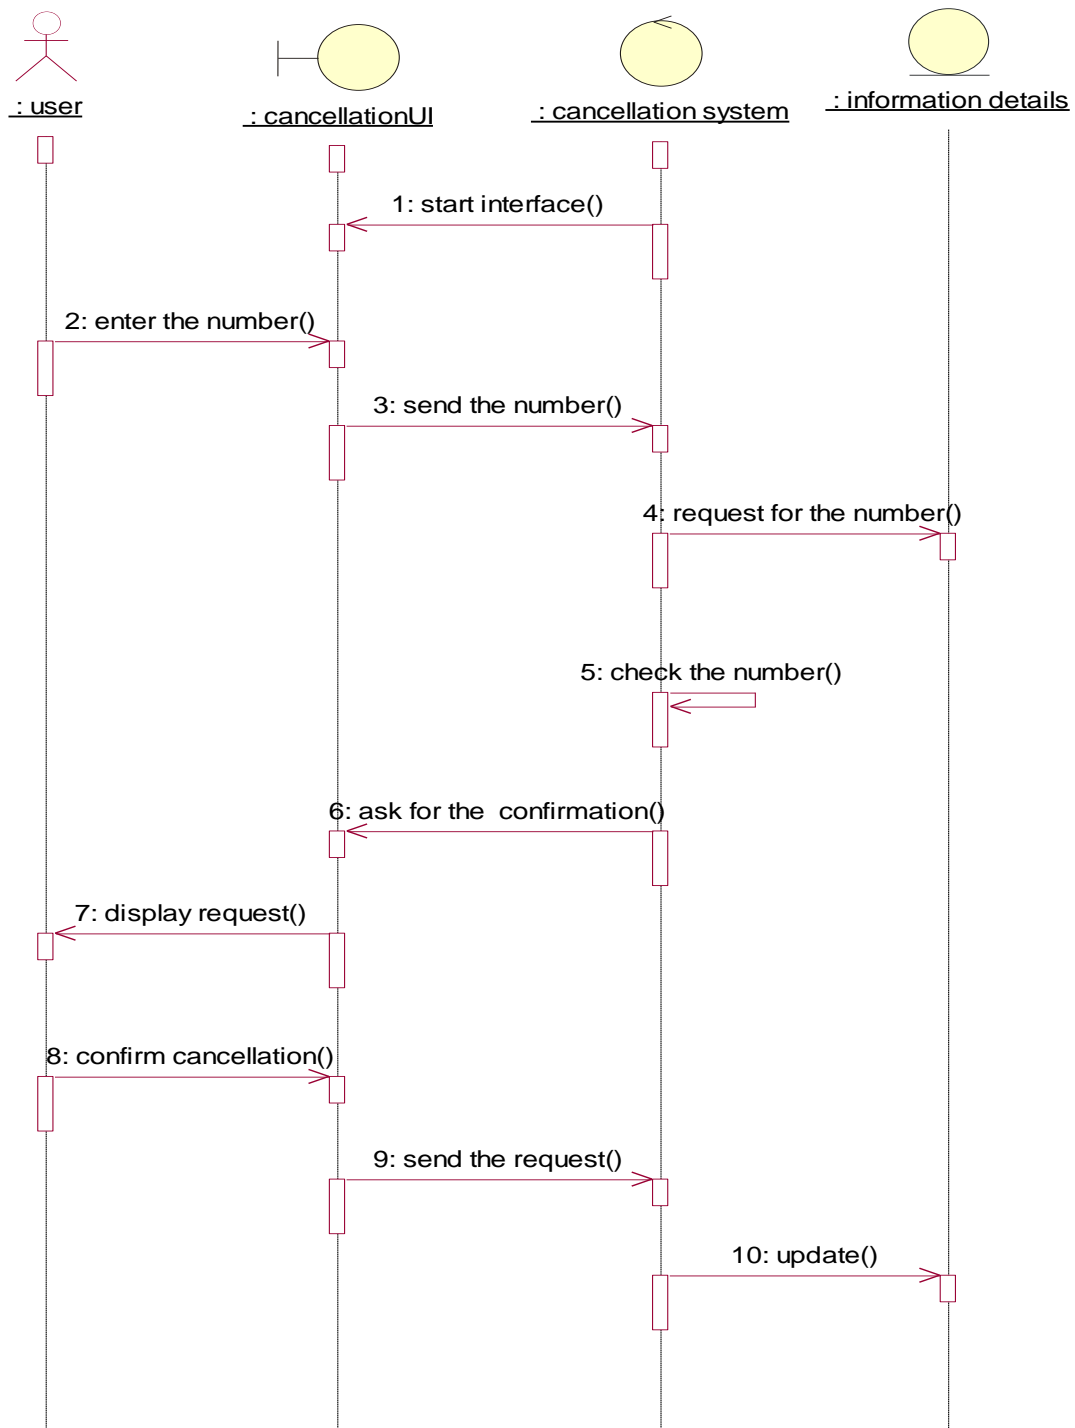 : user
: cancellationUI
: cancellation system
: information details
1: start interface()
2: enter the number()
3: send the number()
4: request for the number()
5: check the number()
6: ask for the  confirmation()
7: display request()
8: confirm cancellation()
9: send the request()
10: update()